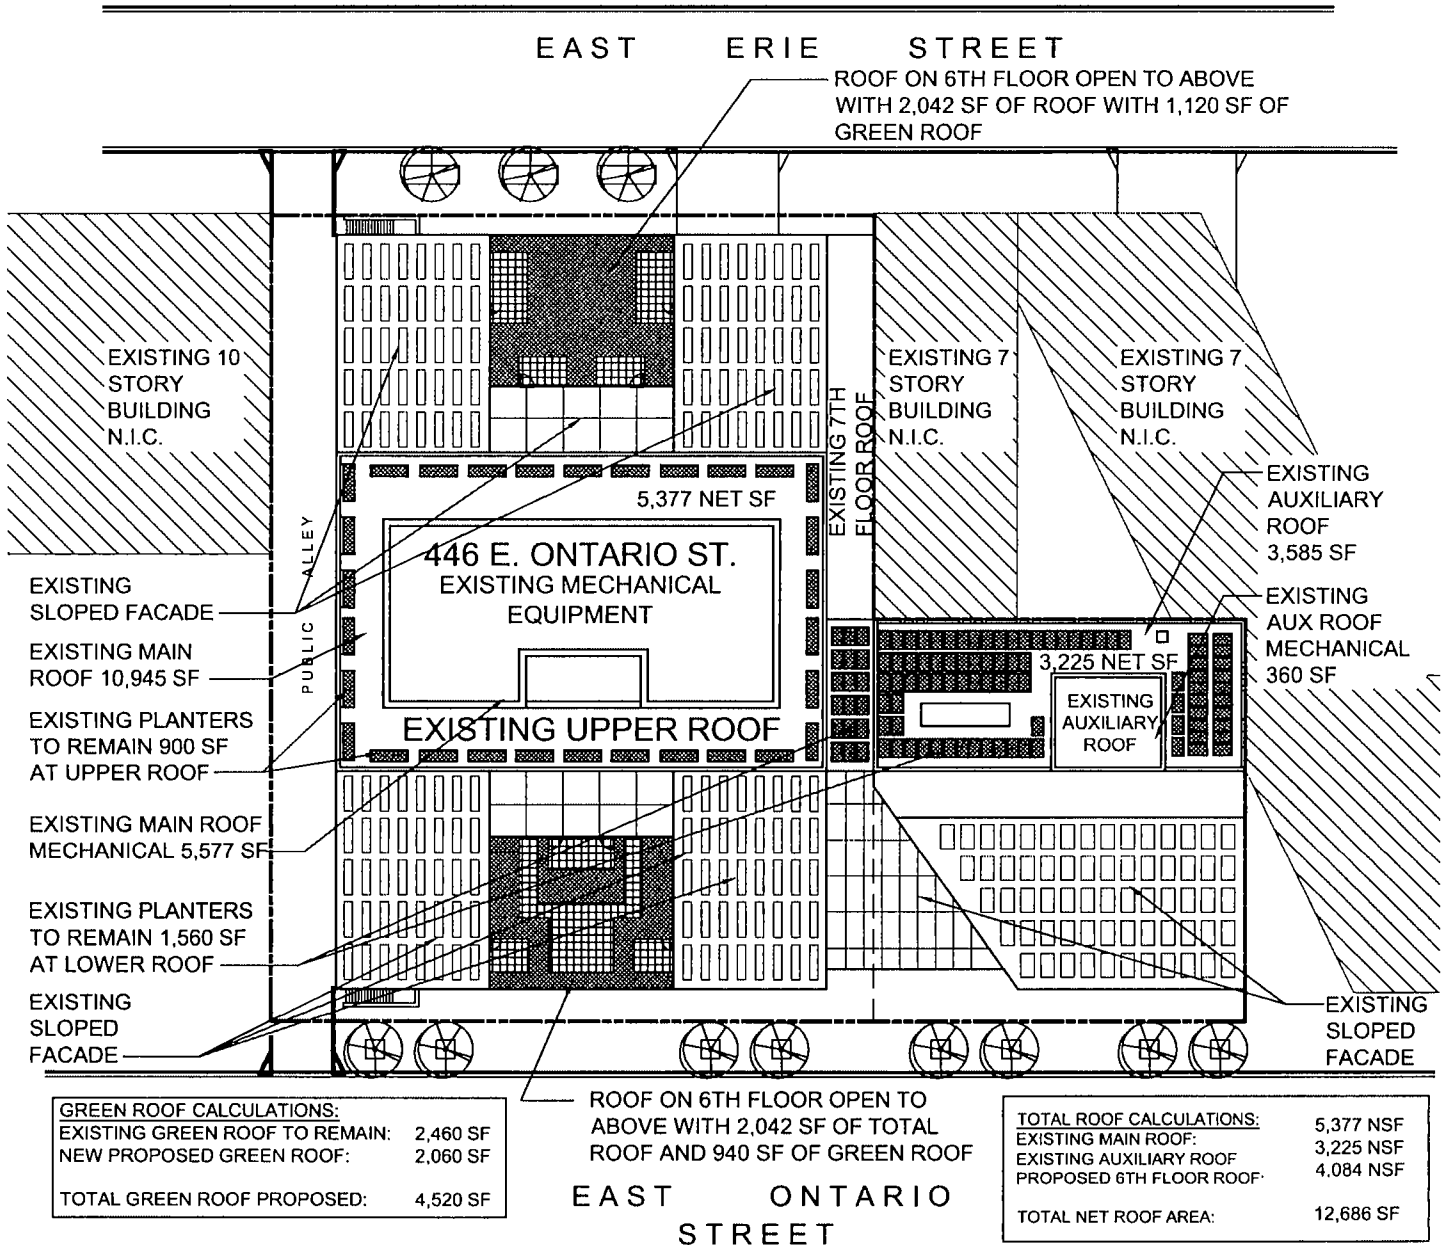 EAST ERIE STREET
ROOF ON 6TH FLOOR OPEN TO ABOVE
WITH 2,042 SF OF ROOF WITH 1,120 SF OF
GREEN ROOF
EXISTING 10
STORY
BUILDING
N.I.C.
EXISTING 7TH
FLOOR ROOF
EXISTING 7
STORY
BUILDING
N.I.C.
EXISTING 7
STORY
BUILDING
N.I.C.
PUBLIC ALLEY
5,377 NET SF
446 E. ONTARIO ST.
EXISTING MECHANICAL
EQUIPMENT
EXISTING UPPER ROOF
EXISTING
AUXILIARY
ROOF
3,585 SF
EXISTING
AUX ROOF
MECHANICAL
360 SF
3,225 NET SF
EXISTING
AUXILIARY
ROOF
EXISTING
SLOPED FACADE
EXISTING MAIN
ROOF 10,945 SF
EXISTING PLANTERS
TO REMAIN 900 SF
AT UPPER ROOF
EXISTING MAIN ROOF
MECHANICAL 5,577 SF
EXISTING PLANTERS
TO REMAIN 1,560 SF
AT LOWER ROOF
EXISTING
SLOPED
FACADE
EXISTING
SLOPED
FACADE
ROOF ON 6TH FLOOR OPEN TO
ABOVE WITH 2,042 SF OF TOTAL
ROOF AND 940 SF OF GREEN ROOF
EAST ONTARIO
STREET
GREEN ROOF CALCULATIONS:
EXISTING GREEN ROOF TO REMAIN: 2,460 SF
NEW PROPOSED GREEN ROOF: 2,060 SF
TOTAL GREEN ROOF PROPOSED: 4,520 SF
TOTAL ROOF CALCULATIONS:
EXISTING MAIN ROOF: 5,377 NSF
EXISTING AUXILIARY ROOF 3,225 NSF
PROPOSED 6TH FLOOR ROOF: 4,084 NSF
TOTAL NET ROOF AREA: 12,686 SF